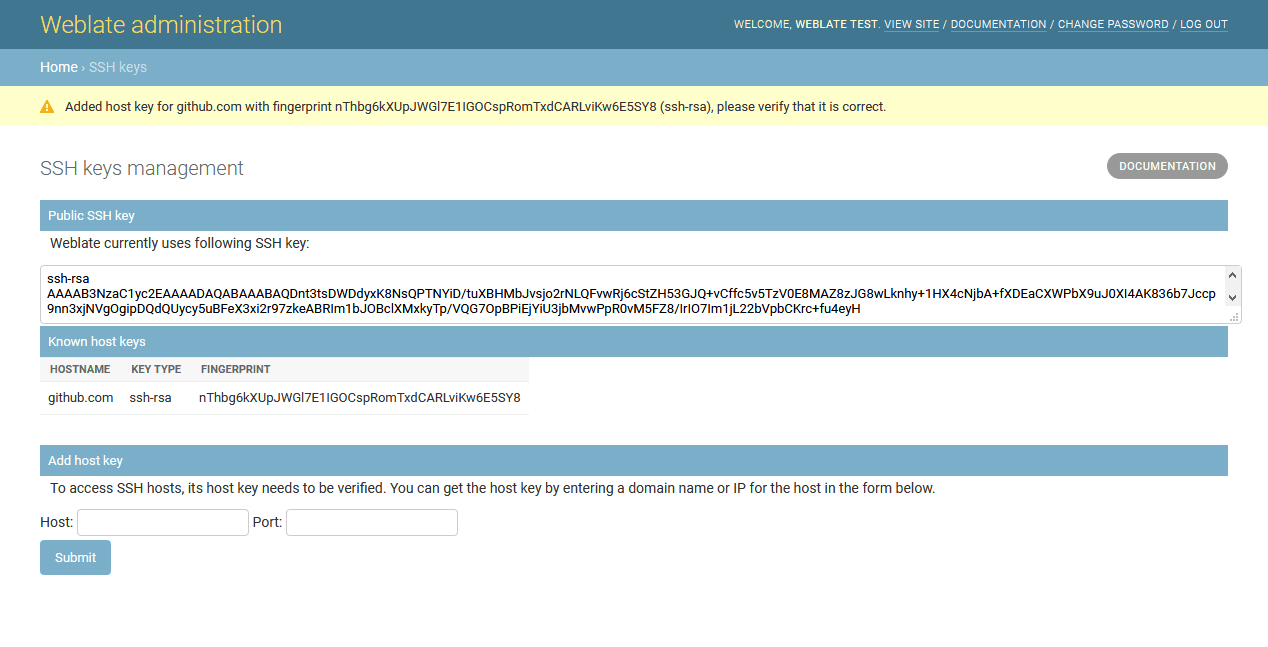 Weblate administration
WELCOME, WEBLATE TEST. VIEW SITE / DOCUMENTATION / CHANGE PASSWORD / LOG OUT
Home › SSH keys
Added host key for github.com with fingerprint nThbg6kXUpJWGl7E1IGOCspRomTxdCARLviKw6E5SY8 (ssh-rsa), please verify that it is correct.
SSH keys management
DOCUMENTATION
Public SSH key
Weblate currently uses following SSH key:
ssh-rsa
AAAAB3NzaC1yc2EAAAADAQABAAABAQDnt3tsDWDdyxK8NsQPTNYiD/tuXBHMbJvsjo2rNLQFvwRj6cStZH53GJQ+vCffc5v5TzV0E8MAZ8zJG8wLknhy+1HX4cNjbA+fXDEaCXWPbX9uJ0XI4AK836b7Jccp
9nn3xjNVgOgipDQdQUycy5uBFeX3xi2r97zkeABRIm1bJOBclXMxkyTp/VQG7OpBPiEjYiU3jbMvwPpR0vM5FZ8/IrIO7Im1jL22bVpbCKrc+fu4eyH
Known host keys
HOSTNAME KEY TYPE FINGERPRINT
github.com ssh-rsa nThbg6kXUpJWGl7E1IGOCspRomTxdCARLviKw6E5SY8
Add host key
To access SSH hosts, its host key needs to be verified. You can get the host key by entering a domain name or IP for the host in the form below.
Host: Port:
Submit